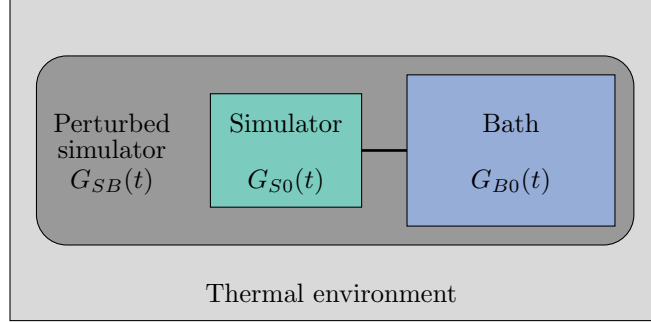 Perturbed
simulator
G_{SB}(t)
Simulator
G_{S0}(t)
Bath
G_{B0}(t)
Thermal environment